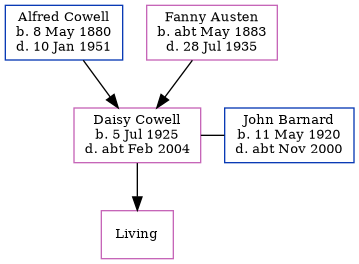 Alfred Cowell
b. 8 May 1880
d. 10 Jan 1951
Fanny Austen
b. abt May 1883
d. 28 Jul 1935
Daisy Cowell
b. 5 Jul 1925
d. abt Feb 2004
John Barnard
b. 11 May 1920
d. abt Nov 2000
Living